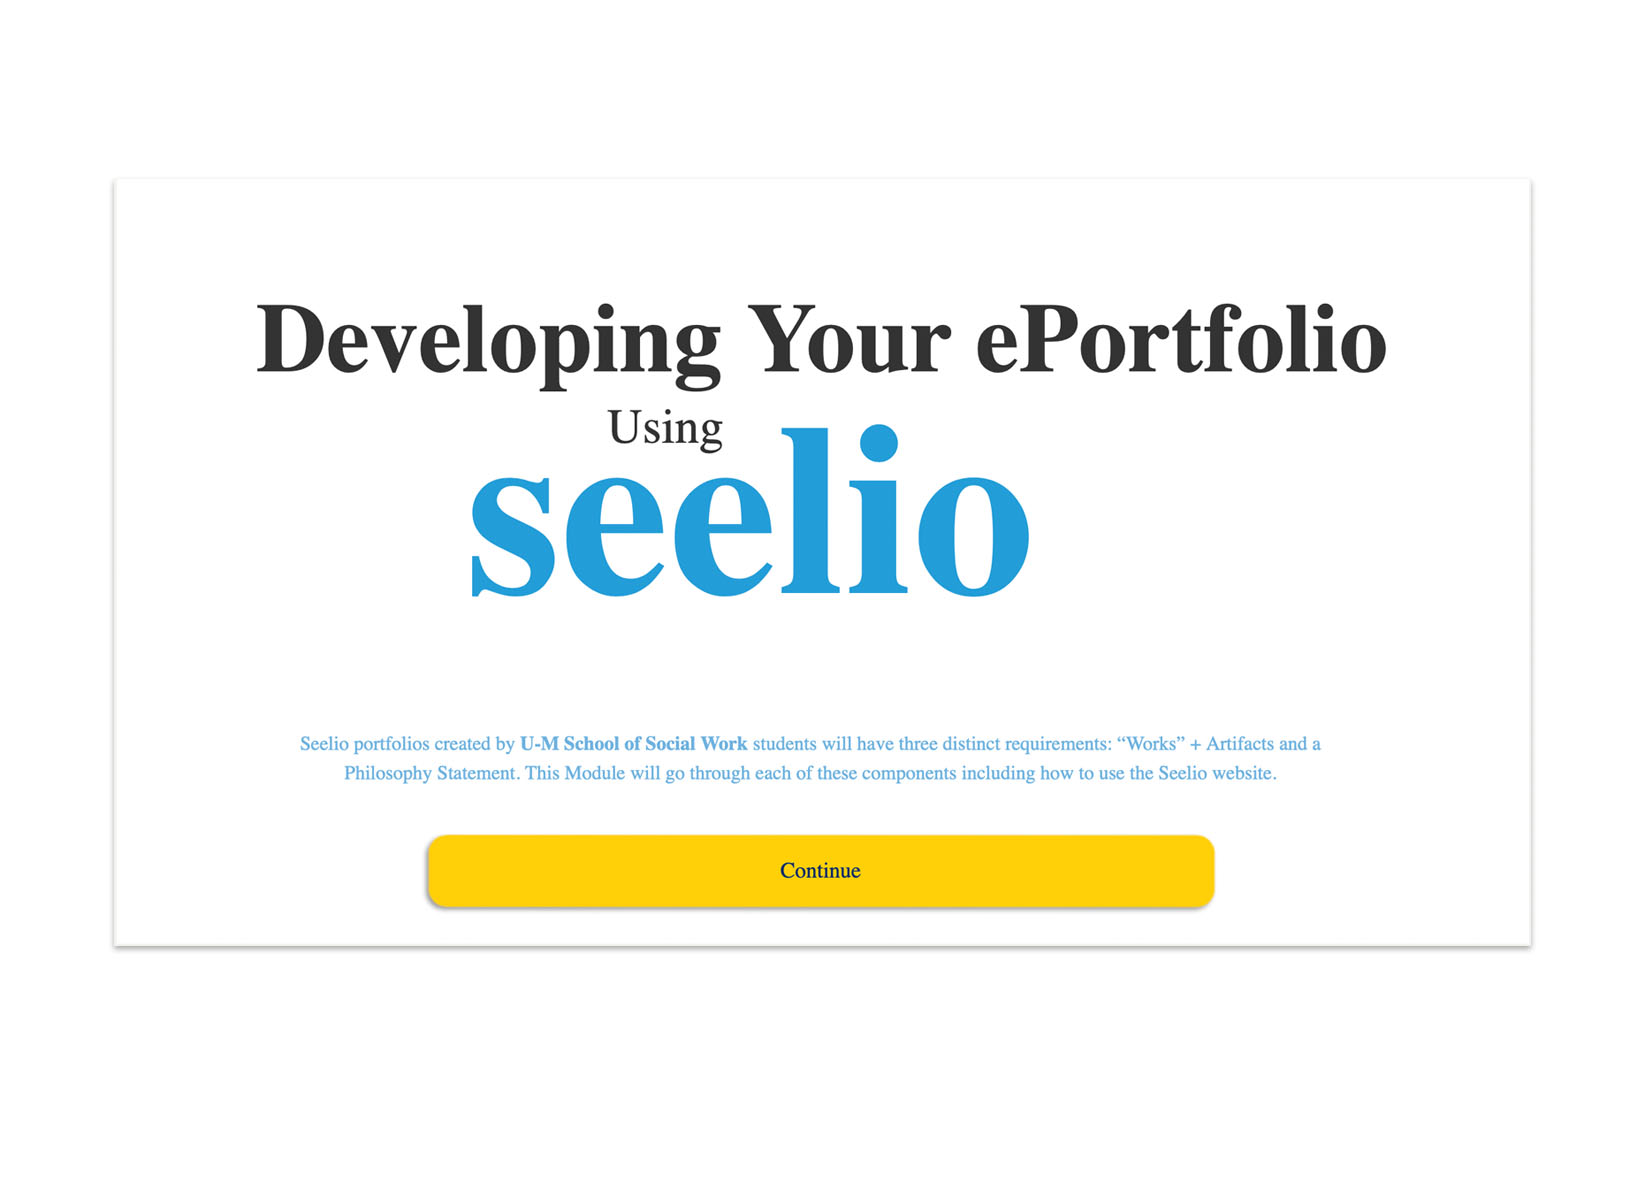 Developing Your ePortfolio
Using
seelio
Seelio portfolios created by U-M School of Social Work students will have three distinct requirements: “Works” + Artifacts and a
Philosophy Statement. This Module will go through each of these components including how to use the Seelio website.
Continue